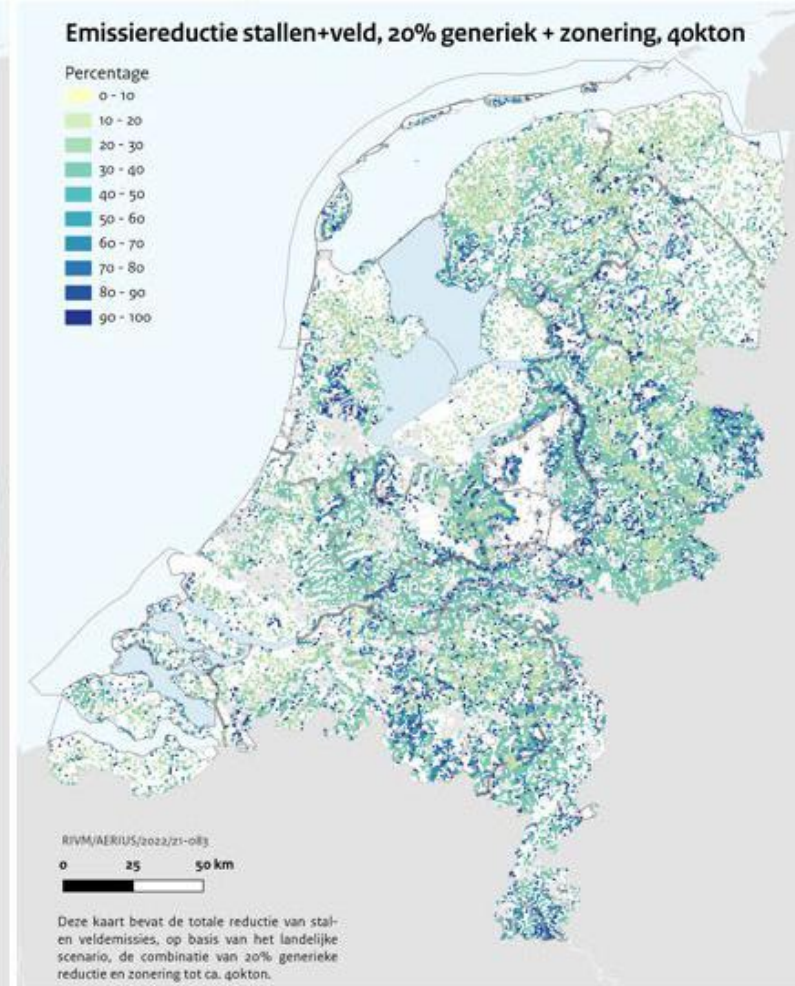 Emissiereductie stallen+veld, 20% generiek + zonering, 40kton
Percentage
0 - 10
10 - 20
20 - 30
30 - 40
40 - 50
50 - 60
60 - 70
70 - 80
80 - 90
90 - 100
RIVM/AERIUS/2022/21-083
0 25 50 km
Deze kaart bevat de totale reductie van stal-
en veldemissies, op basis van het landelijke
scenario, de combinatie van 20% generieke
reductie en zonering tot ca. 40kton.